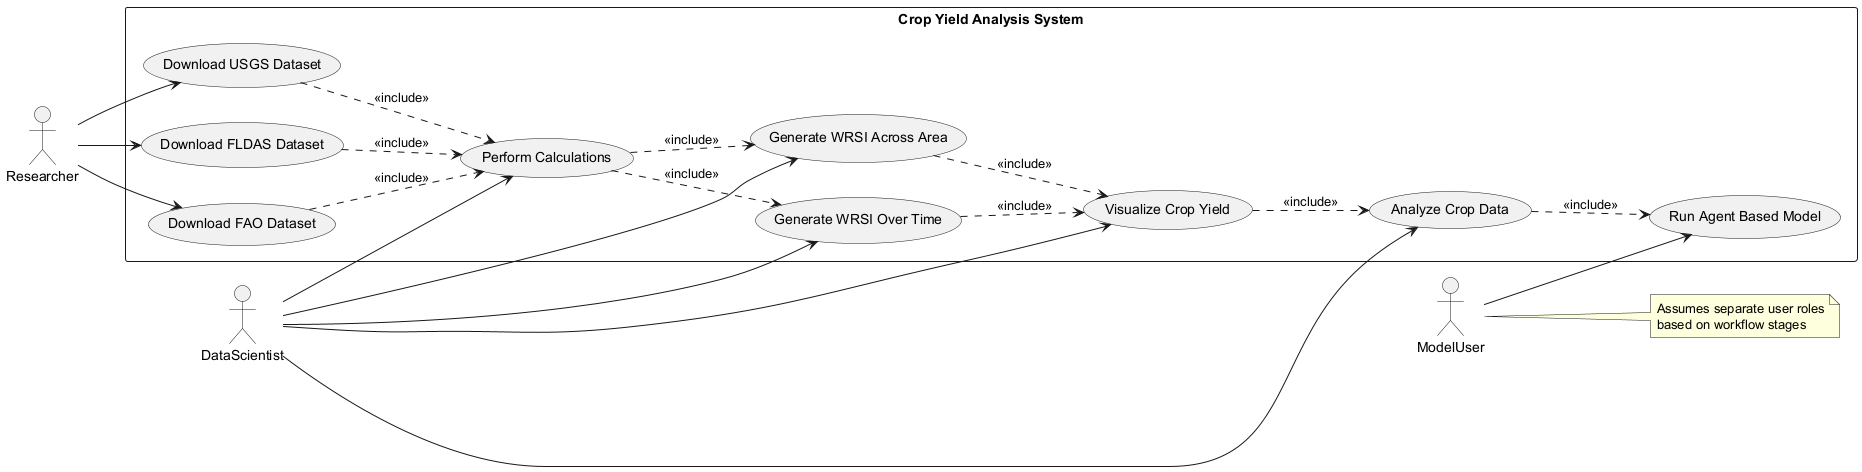 Crop Yield Analysis System
Download USGS Dataset
«include»
Download FLDAS Dataset
«include»
Download FAO Dataset
«include»
Researcher
Perform Calculations
«include»
«include»
Generate WRSI Across Area
«include»
Generate WRSI Over Time
«include»
Visualize Crop Yield
«include»
Analyze Crop Data
«include»
Run Agent Based Model
DataScientist
ModelUser
Assumes separate user roles
based on workflow stages